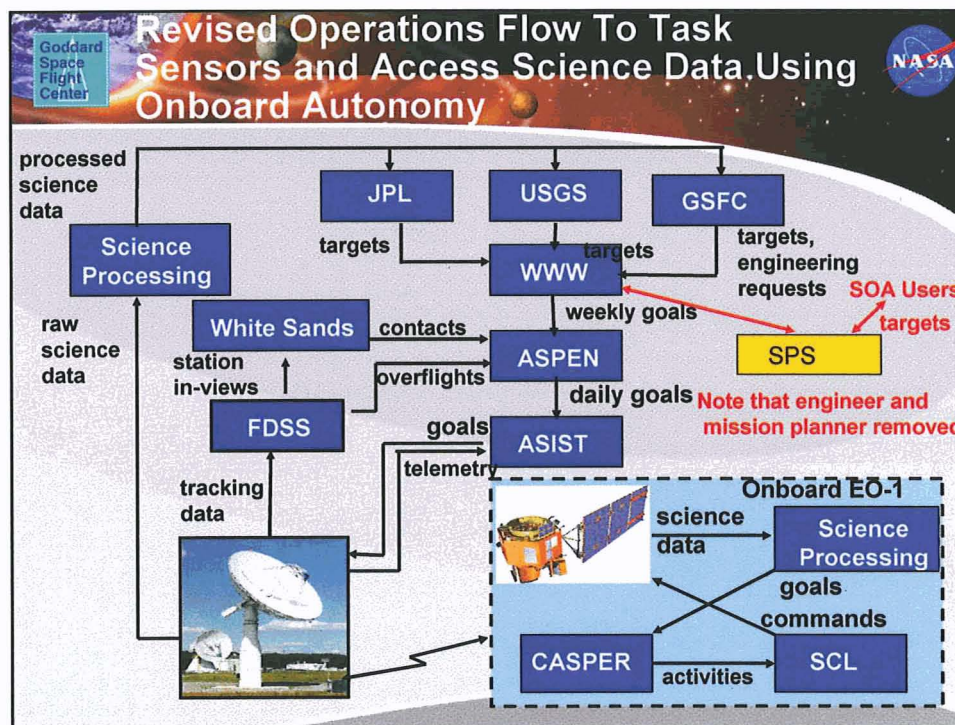 Goddard
Space
Flight
Center
Revised Operations Flow To Task
Sensors and Access Science Data Using
Onboard Autonomy
NASA
processed
science
data
JPL
USGS
GSFC
Science
Processing
targets
WWW
targets
targets,
engineering
requests
SOA Users
targets
raw
science
data
White Sands
contacts
weekly goals
SPS
station
in-views
overflights
ASPEN
daily goals
Note that engineer and
mission planner removed
FDSS
goals
telemetry
ASIST
tracking
data
Onboard EO-1
science
data
Science
Processing
goals
commands
CASPER
activities
SCL